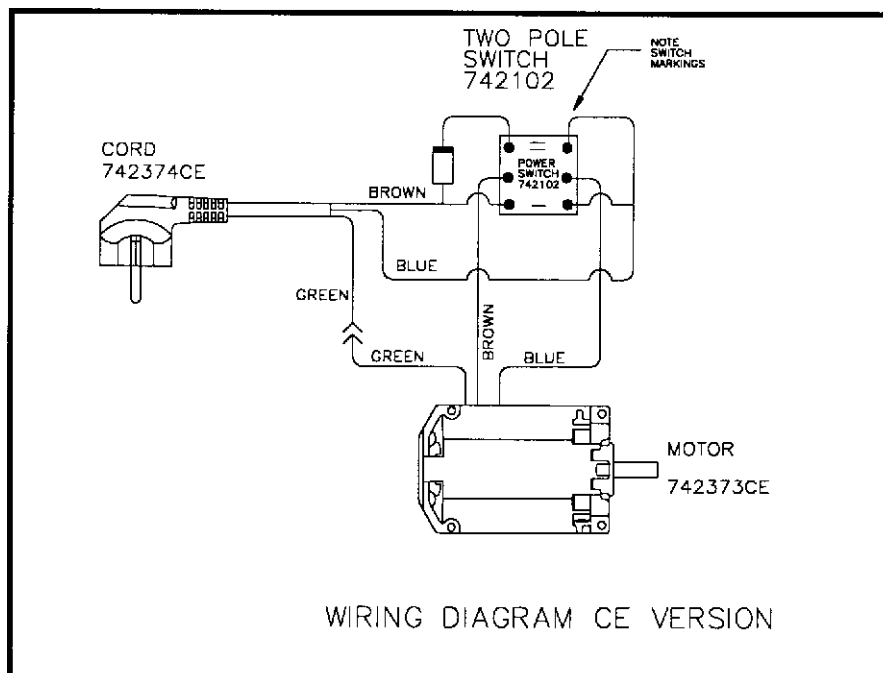 TWO POLE
SWITCH
742102
NOTE
SWITCH
MARKINGS
CORD
742374CE
POWER
SWITCH
742102
BROWN
BLUE
GREEN
BROWN
GREEN
BLUE
MOTOR
742373CE
WIRING DIAGRAM CE VERSION